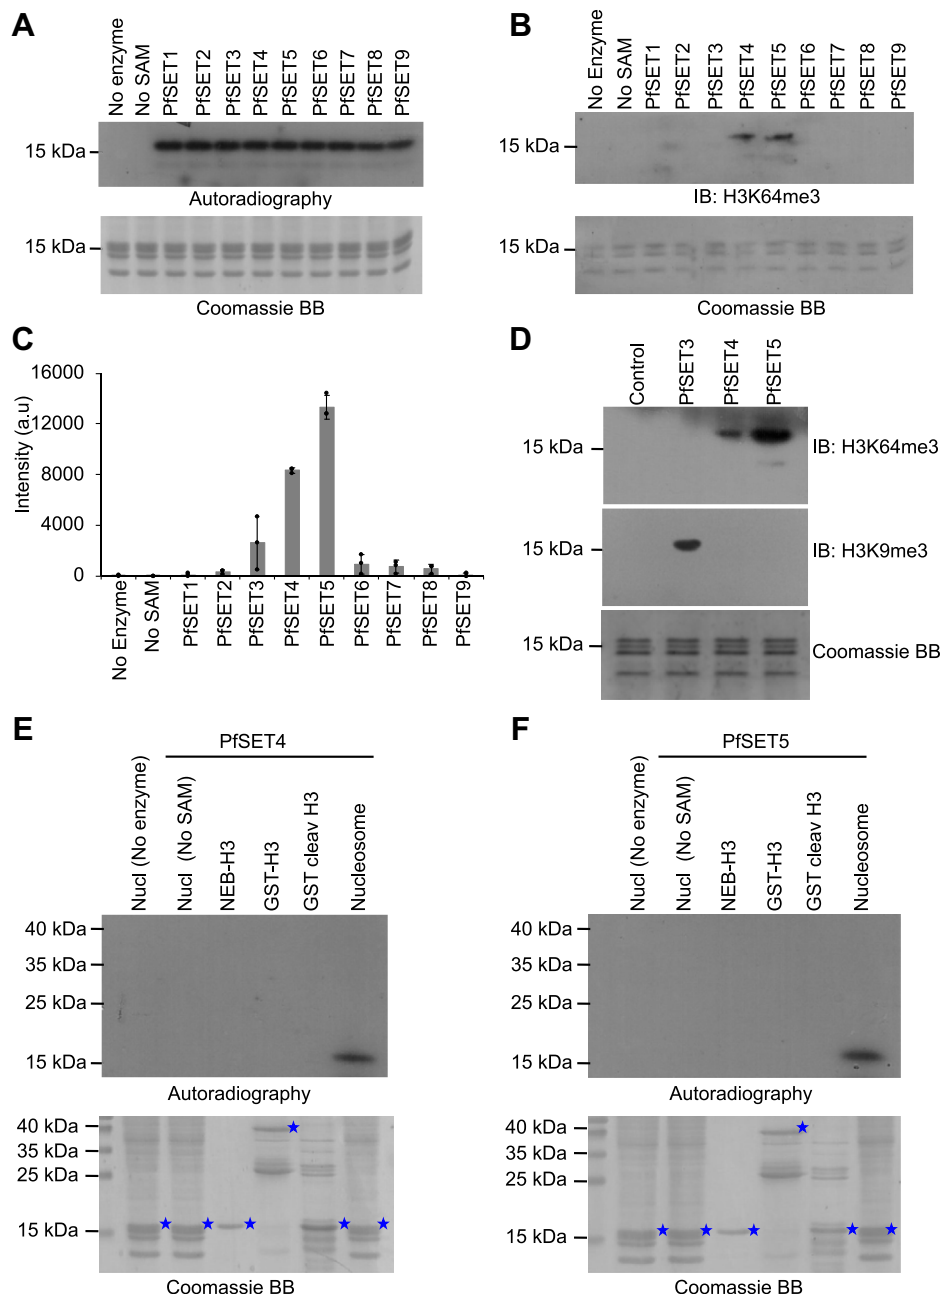 A
No enzyme
No SAM
PfSET1
PfSET2
PfSET3
PfSET4
PfSET5
PfSET6
PfSET7
PfSET8
PfSET9
15 kDa
Autoradiography
15 kDa
Coomassie BB
B
No Enzyme
No SAM
PfSET1
PfSET2
PfSET3
PfSET4
PfSET5
PfSET6
PfSET7
PfSET8
PfSET9
15 kDa
IB: H3K64me3
15 kDa
Coomassie BB
C
Intensity (a.u)
16000
12000
8000
4000
0
No Enzyme
No SAM
PfSET1
PfSET2
PfSET3
PfSET4
PfSET5
PfSET6
PfSET7
PfSET8
PfSET9
D
Control
PfSET3
PfSET4
PfSET5
15 kDa
IB: H3K64me3
15 kDa
IB: H3K9me3
15 kDa
Coomassie BB
E
PfSET4
Nucl (No enzyme)
Nucl (No SAM)
NEB-H3
GST-H3
GST cleav H3
Nucleosome
40 kDa
35 kDa
25 kDa
15 kDa
Autoradiography
40 kDa
35 kDa
25 kDa
15 kDa
Coomassie BB
F
PfSET5
Nucl (No enzyme)
Nucl (No SAM)
NEB-H3
GST-H3
GST cleav H3
Nucleosome
40 kDa
35 kDa
25 kDa
15 kDa
Autoradiography
40 kDa
35 kDa
25 kDa
15 kDa
Coomassie BB